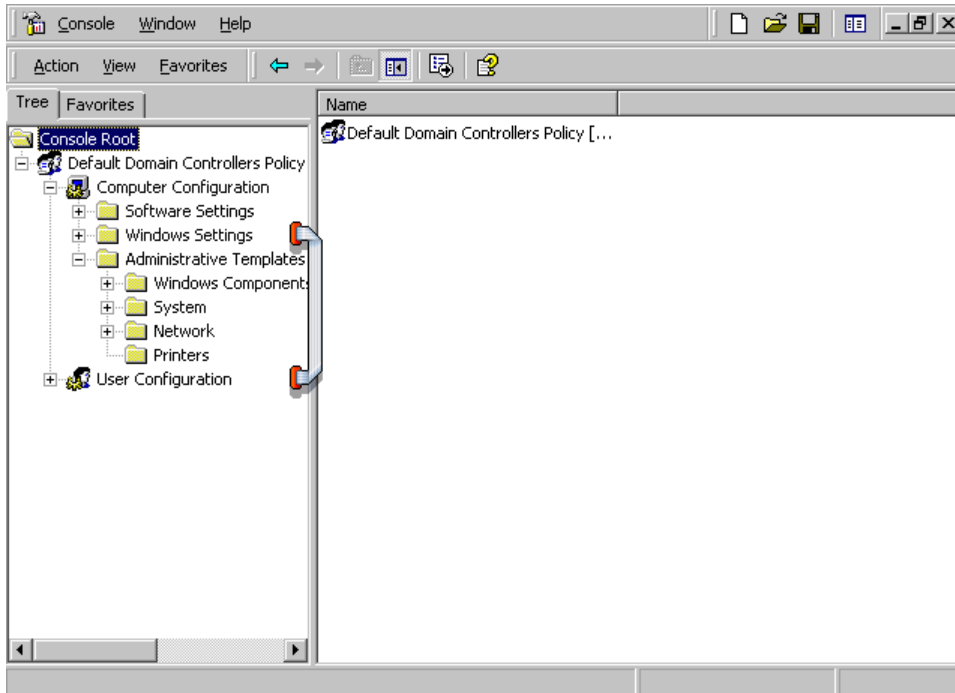 Console Window Help
Action View Favorites
Tree Favorites
Name
Console Root
Default Domain Controllers Policy [...
Default Domain Controllers Policy
Computer Configuration
Software Settings
Windows Settings
Administrative Templates
Windows Component
System
Network
Printers
User Configuration